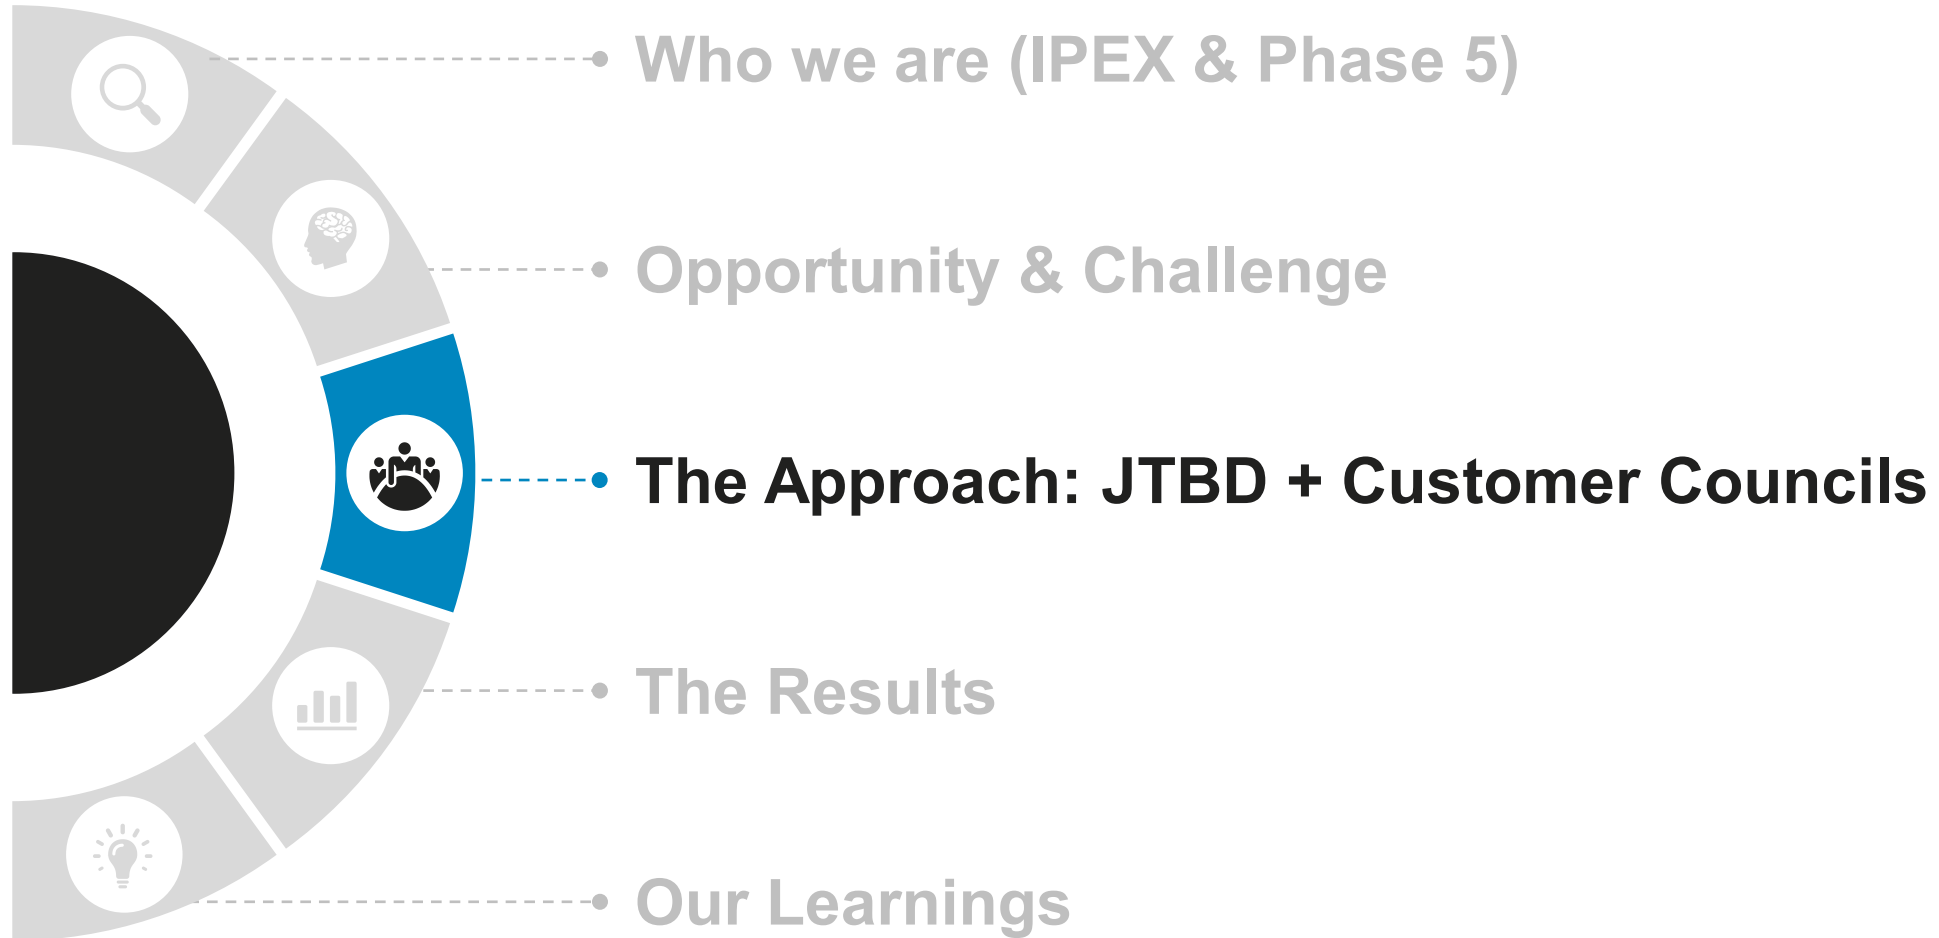 Who we are (IPEX & Phase 5)
Opportunity & Challenge
The Approach: JTBD + Customer Councils
The Results
Our Learnings